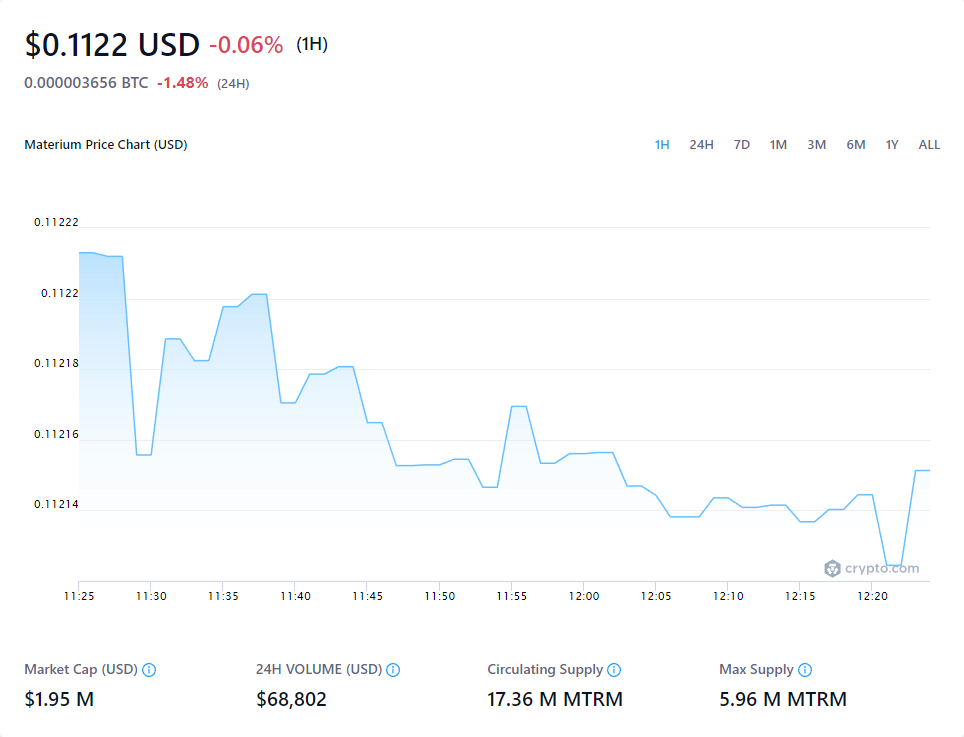 $0.1122 USD -0.06% (1H)
0.000003656 BTC -1.48% (24H)
Materium Price Chart (USD) 1H 24H 7D 1M 3M 6M 1Y ALL
0.11222
0.1122
0.11218
0.11216
0.11214
crypto.com
11:25 11:30 11:35 11:40 11:45 11:50 11:55 12:00 12:05 12:10 12:15 12:20
Market Cap (USD) 24H VOLUME (USD) Circulating Supply Max Supply
$1.95 M $68,802 17.36 M MTRM 5.96 M MTRM